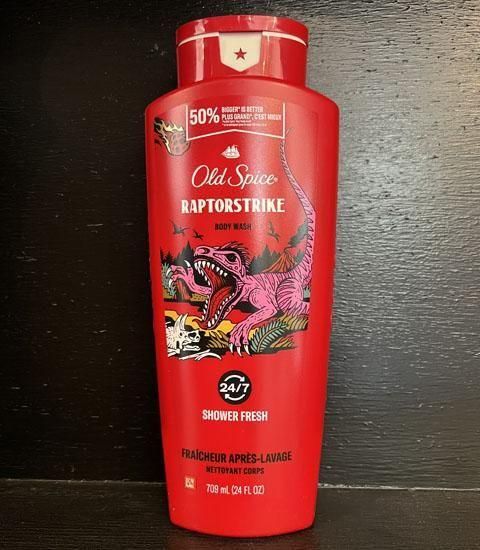 50% BIGGER* IS BETTER
PLUS GRAND*, C'EST MIEUX
Old Spice
RAPTORSTRIKE
BODY WASH
24/7
SHOWER FRESH
FRAÎCHEUR APRÈS-LAVAGE
NETTOYANT CORPS
709 mL (24 FL OZ)